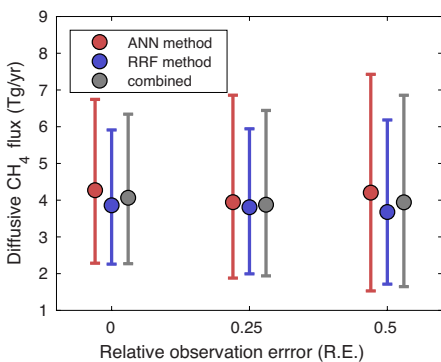 9
8
7
6
5
4
3
2
1
Diffusive CH4 flux (Tg/yr)
ANN method
RRF method
combined
0
0.25
0.5
Relative observation errror (R.E.)